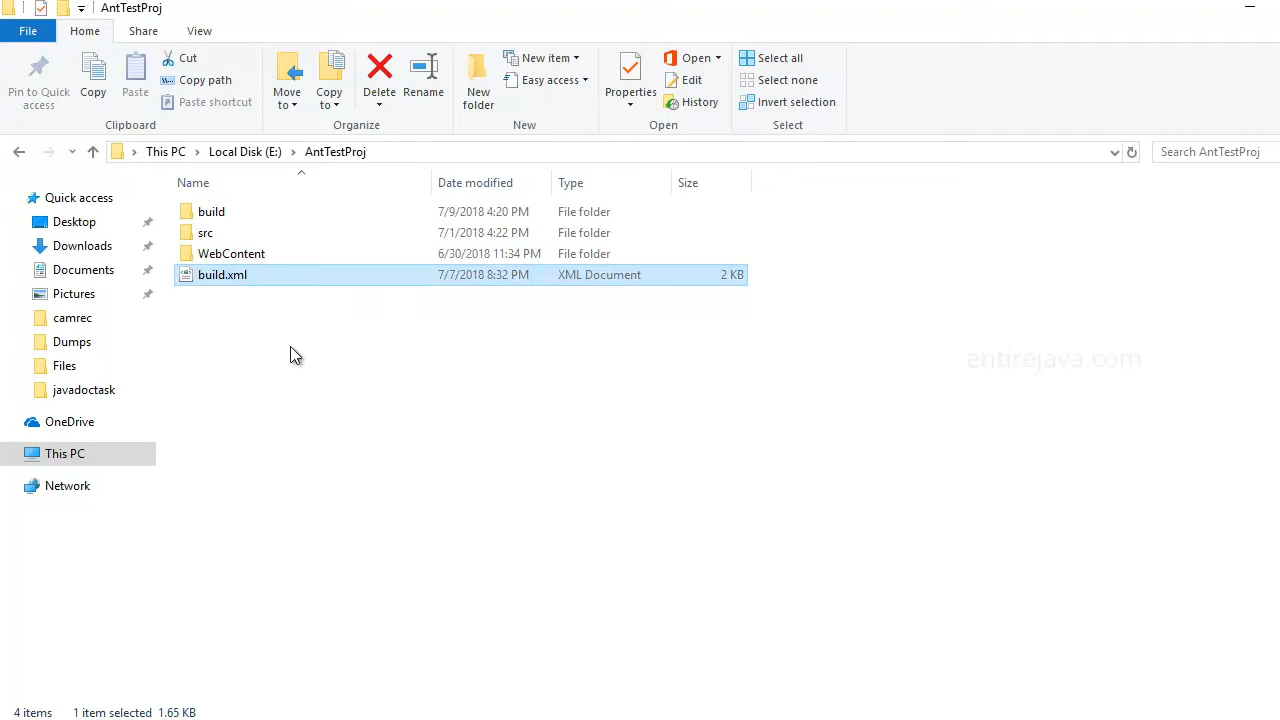 AntTestProj
File Home Share View
Pin to Quick access
Copy
Paste
Cut
Copy path
Paste shortcut
Clipboard
Move to
Copy to
Delete
Rename
Organize
New folder
New item
Easy access
New
Properties
Open
Edit
History
Open
Select all
Select none
Invert selection
Select
This PC Local Disk (E:) AntTestProj
Search AntTestProj
Name Date modified Type Size
build 7/9/2018 4:20 PM File folder
src 7/1/2018 4:22 PM File folder
WebContent 6/30/2018 11:34 PM File folder
build.xml 7/7/2018 8:32 PM XML Document 2 KB
Quick access
Desktop
Downloads
Documents
Pictures
camrec
Dumps
Files
javadoctask
OneDrive
This PC
Network
entirejava.com
4 items 1 item selected 1.65 KB